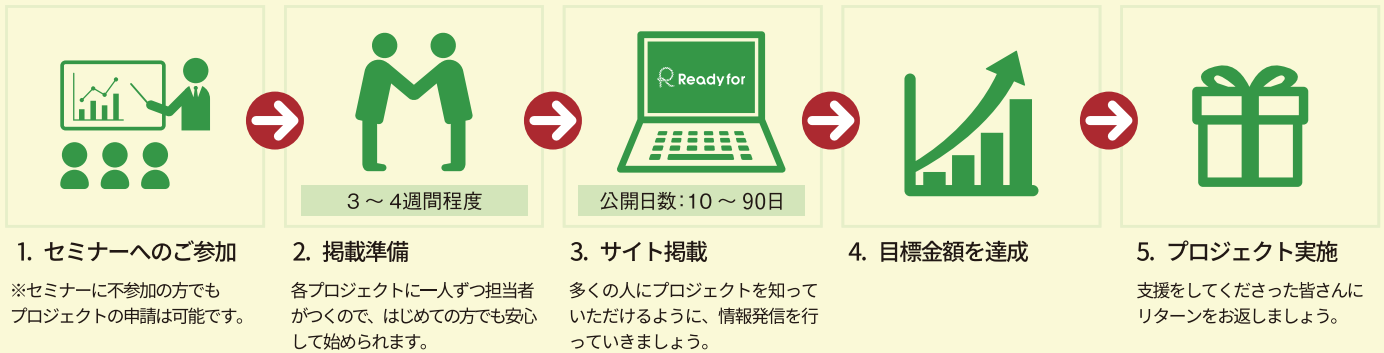 Readyfor
3 ～ 4週間程度
公開日数：10 ～ 90日
1. セミナーへのご参加
※セミナーに不参加の方でも
プロジェクトの申請は可能です。
2. 掲載準備
各プロジェクトに一人ずつ担当者
がつくので、はじめての方でも安心
して始められます。
3. サイト掲載
多くの人にプロジェクトを知って
いただけるように、情報発信を行
っていきましょう。
4. 目標金額を達成
5. プロジェクト実施
支援をしてくださった皆さんに
リターンをお返しましょう。